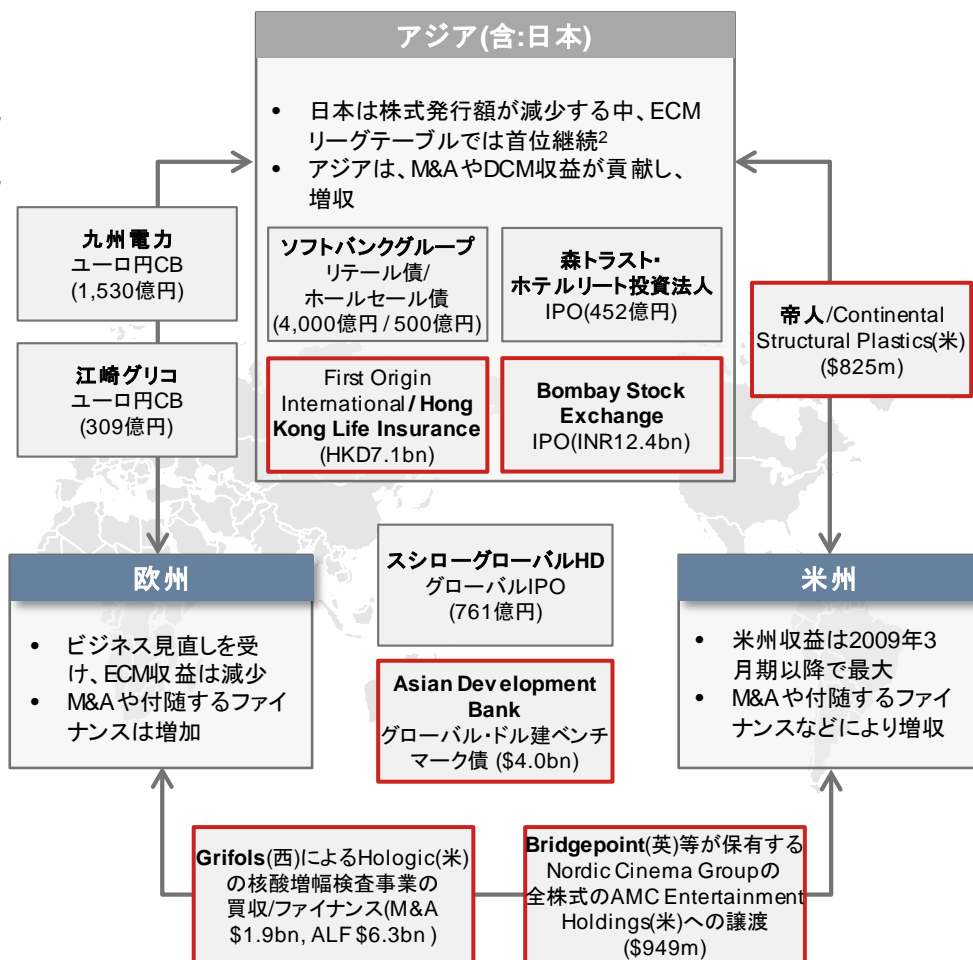 アジア(含:日本)
• 日本は株式発行額が減少する中、ECM
リーグテーブルでは首位継続2
• アジアは、M&AやDCM収益が貢献し、
増収
九州電力
ユーロ円CB
(1,530億円)
江崎グリコ
ユーロ円CB
(309億円)
ソフトバンクグループ
リテール債/
ホールセール債
(4,000億円/500億円)
森トラスト・
ホテルリート投資法人
IPO(452億円)
First Origin
International/ Hong
Kong Life Insurance
(HKD7.1bn)
Bombay Stock
Exchange
IPO(INR12.4bn)
帝人/Continental
Structural Plastics(米)
($825m)
欧州
• ビジネス見直しを受
け、ECM収益は減少
• M&Aや付随するファイ
ナンスは増加
スシローグローバルHD
グローバルIPO
(761億円)
Asian Development
Bank
グローバル・ドル建ベンチ
マーク債 ($4.0bn)
米州
• 米州収益は2009年3
月期以降で最大
• M&Aや付随するファイ
ナンスなどにより増収
Grifols(西)によるHologic(米)
の核酸増幅検査事業の
買収/ファイナンス(M&A
$1.9bn, ALF $6.3bn )
Bridgepoint(英)等が保有する
Nordic Cinema Groupの
全株式のAMC Entertainment
Holdings(米)への譲渡
($949m)